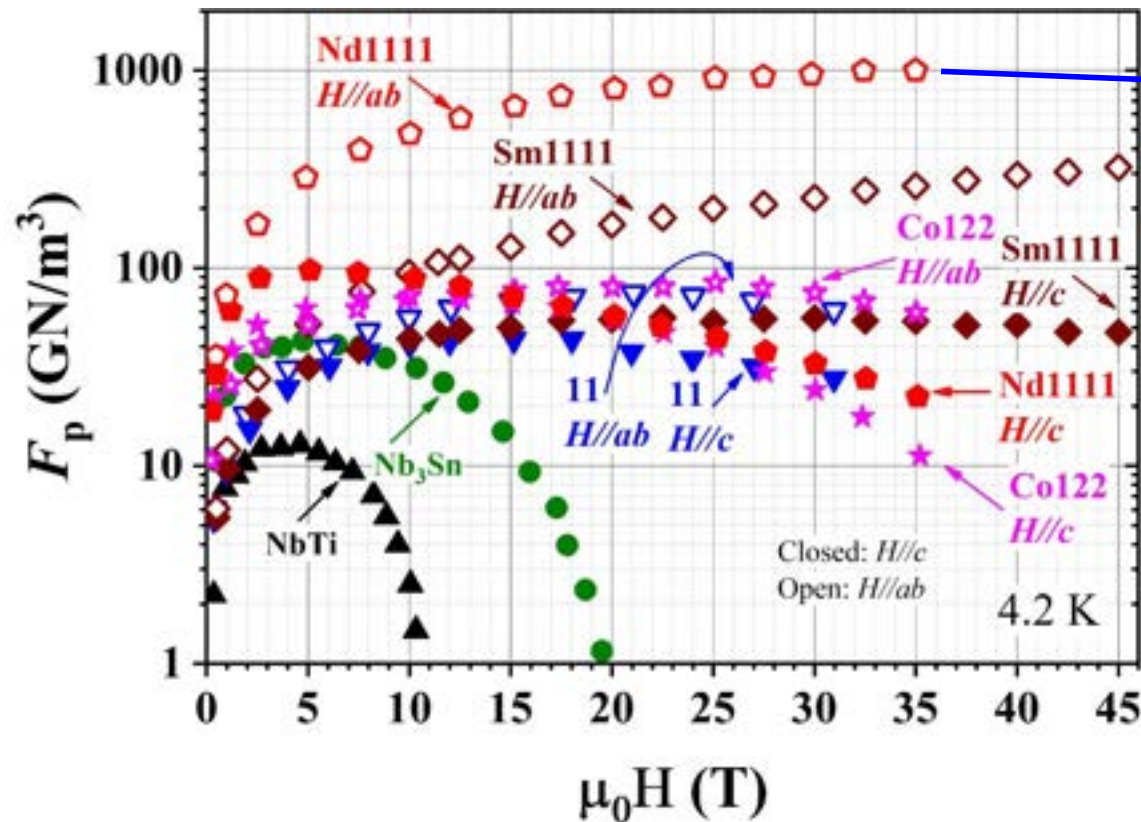 Nd1111
H//ab
1000
Sm1111
H//ab
Co122
H//ab
Sm1111
H//c
100
Fp (GN/m³)
11
H//ab
11
H//c
Nd1111
H//c
Nb₃Sn
10
Co122
H//c
NbTi
Closed: H//c
Open: H//ab
4.2 K
1
0 5 10 15 20 25 30 35 40 45
μ₀H (T)